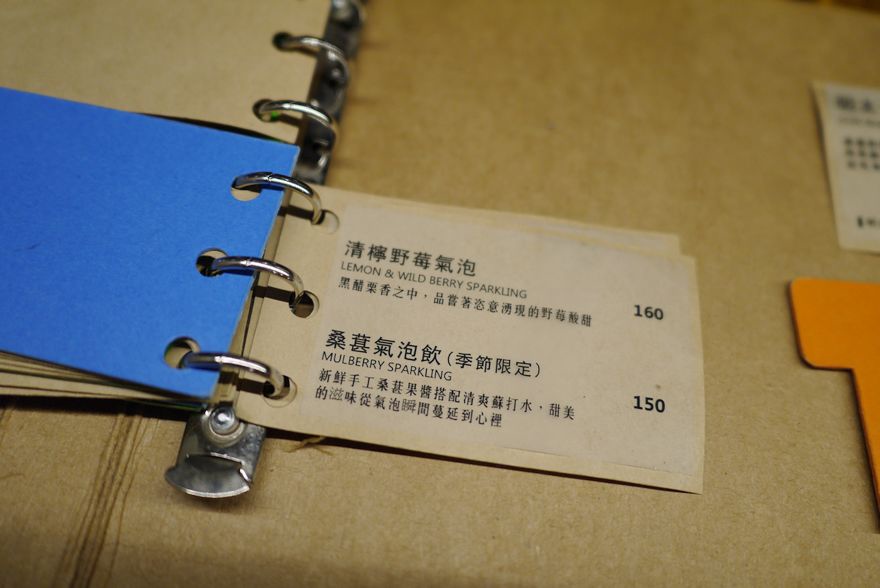 清檸野莓氣泡
LEMON & WILD BERRY SPARKLING
黑醋栗香之中，品嘗著恣意湧現的野莓酸甜
160
桑葚氣泡飲（季節限定）
MULBERRY SPARKLING
新鮮手工桑葚果醬搭配清爽蘇打水，甜美
的滋味從氣泡瞬間蔓延到心裡
150